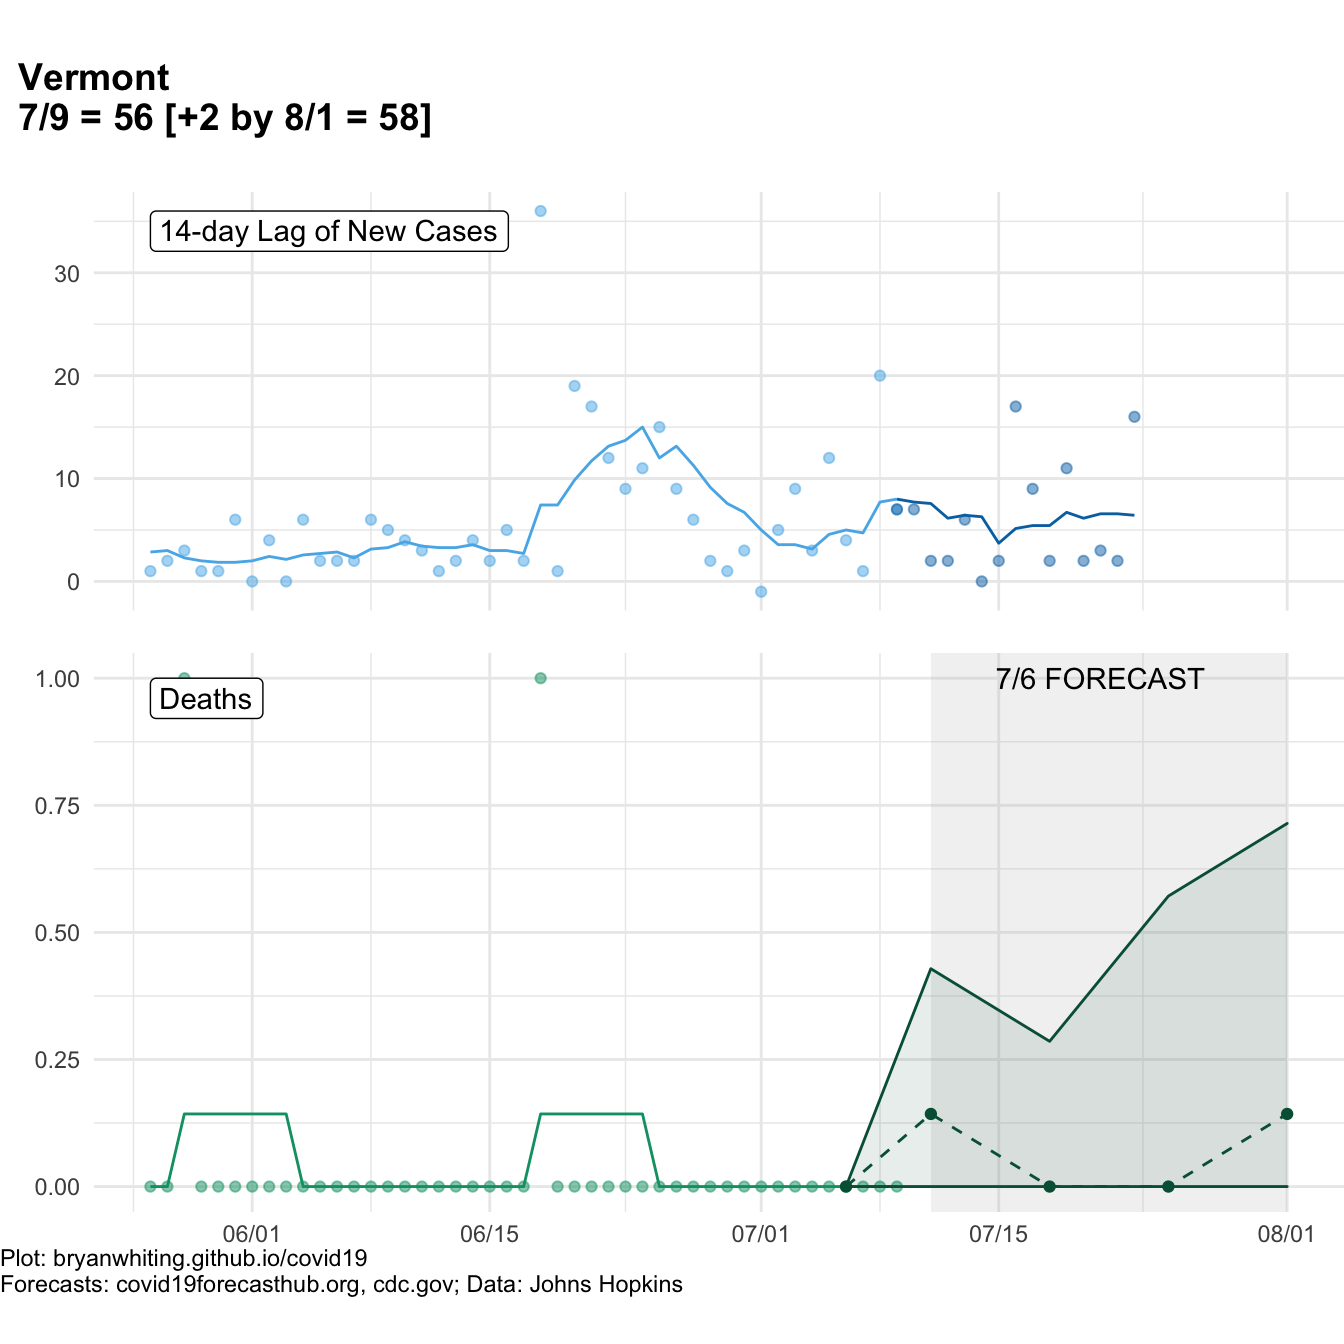 Vermont
7/9 = 56 [+2 by 8/1 = 58]
14-day Lag of New Cases
30
20
10
0
Deaths
7/6 FORECAST
1.00
0.75
0.50
0.25
0.00
06/01
06/15
07/01
07/15
08/01
Plot: bryanwhiting.github.io/covid19
Forecasts: covid19forecasthub.org, cdc.gov; Data: Johns Hopkins